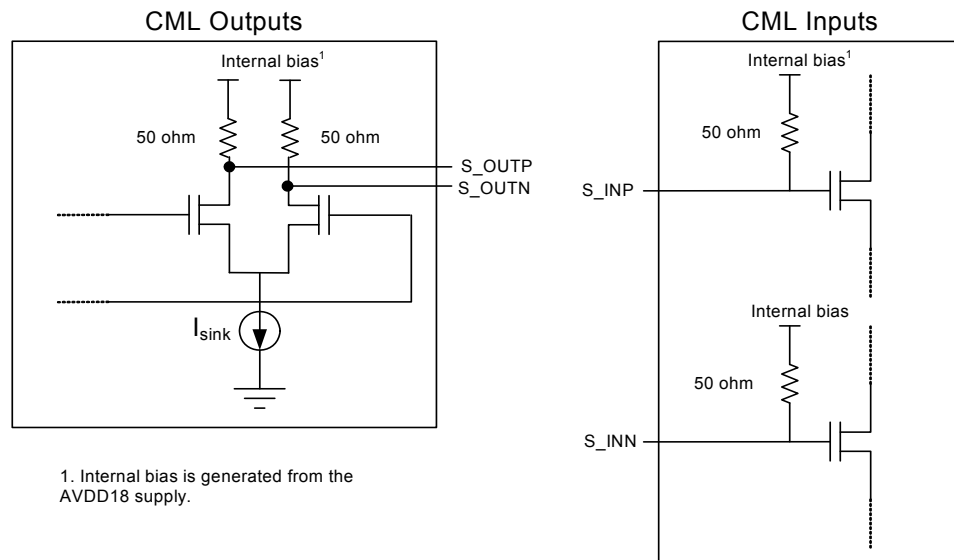 CML Outputs
Internal bias1
50 ohm
50 ohm
S_OUTP
S_OUTN
Isink
1. Internal bias is generated from the
AVDD18 supply.
CML Inputs
Internal bias1
50 ohm
S_INP
Internal bias
50 ohm
S_INN